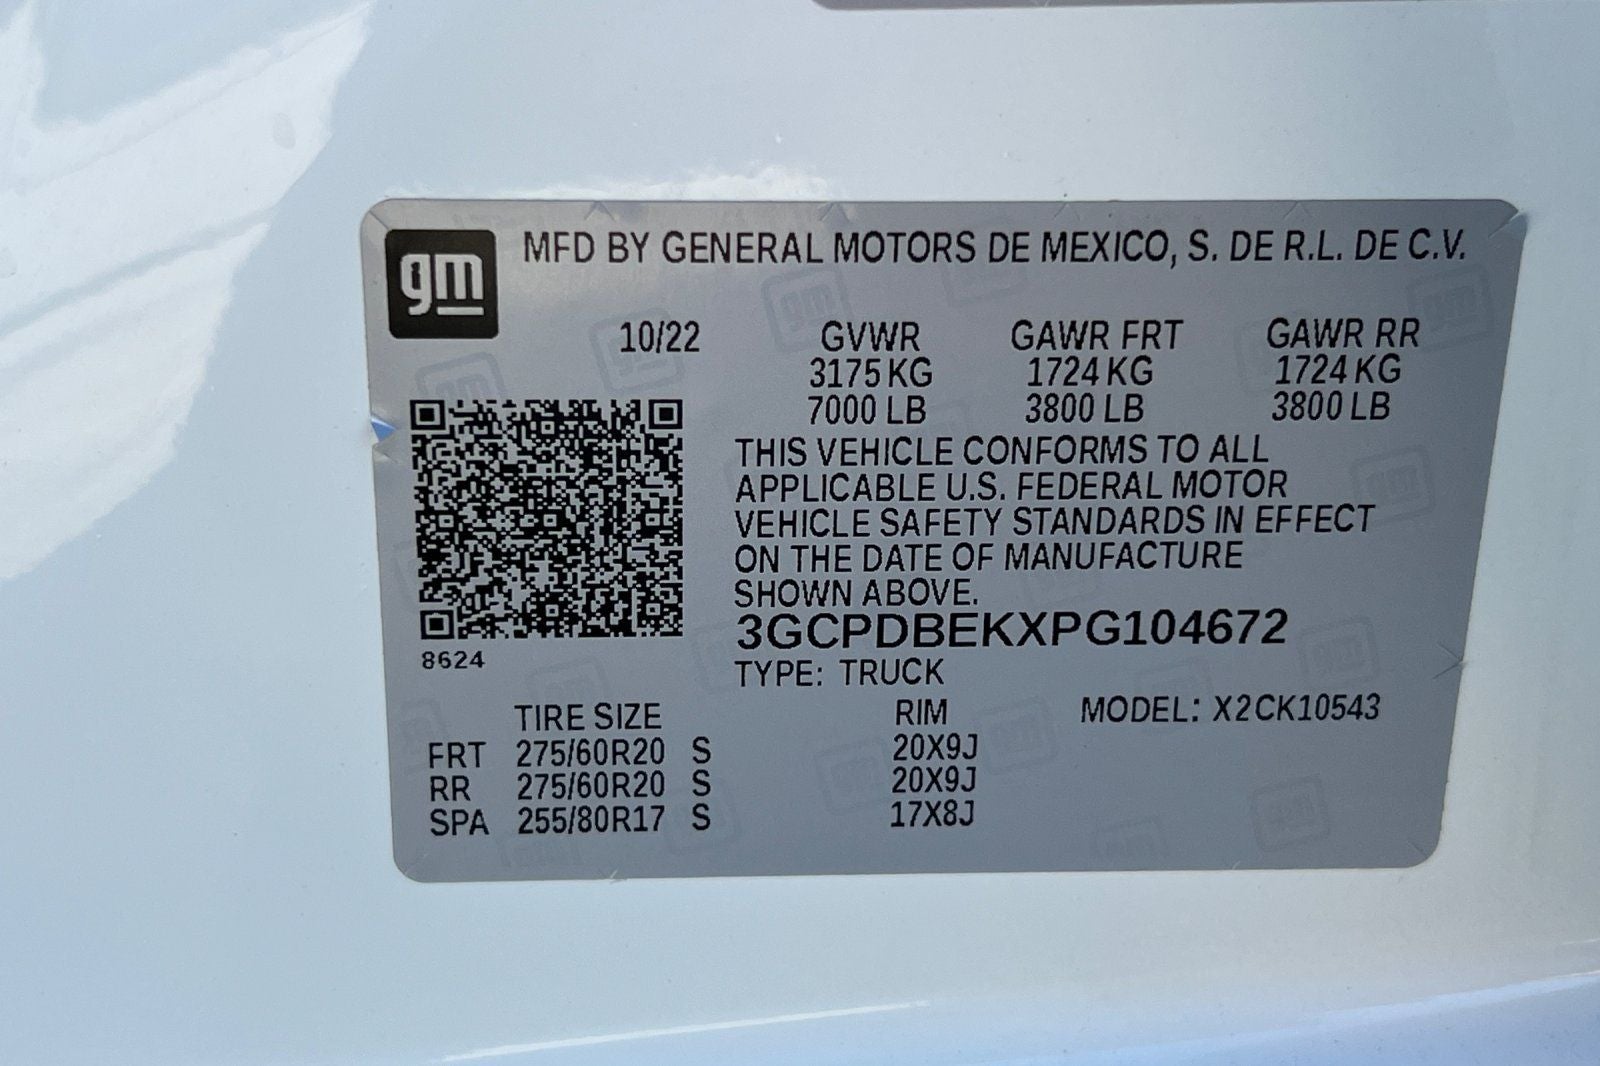 gm
MFD BY GENERAL MOTORS DE MEXICO, S. DE R.L. DE C.V.
10/22 GVWR GAWR FRT GAWR RR
3175 KG 1724 KG 1724 KG
7000 LB 3800 LB 3800 LB
THIS VEHICLE CONFORMS TO ALL
APPLICABLE U.S. FEDERAL MOTOR
VEHICLE SAFETY STANDARDS IN EFFECT
ON THE DATE OF MANUFACTURE
SHOWN ABOVE.
3GCPDBEKXPG104672
8624
TYPE: TRUCK
TIRE SIZE RIM MODEL: X2CK10543
FRT 275/60R20 S 20X9J
RR 275/60R20 S 20X9J
SPA 255/80R17 S 17X8J